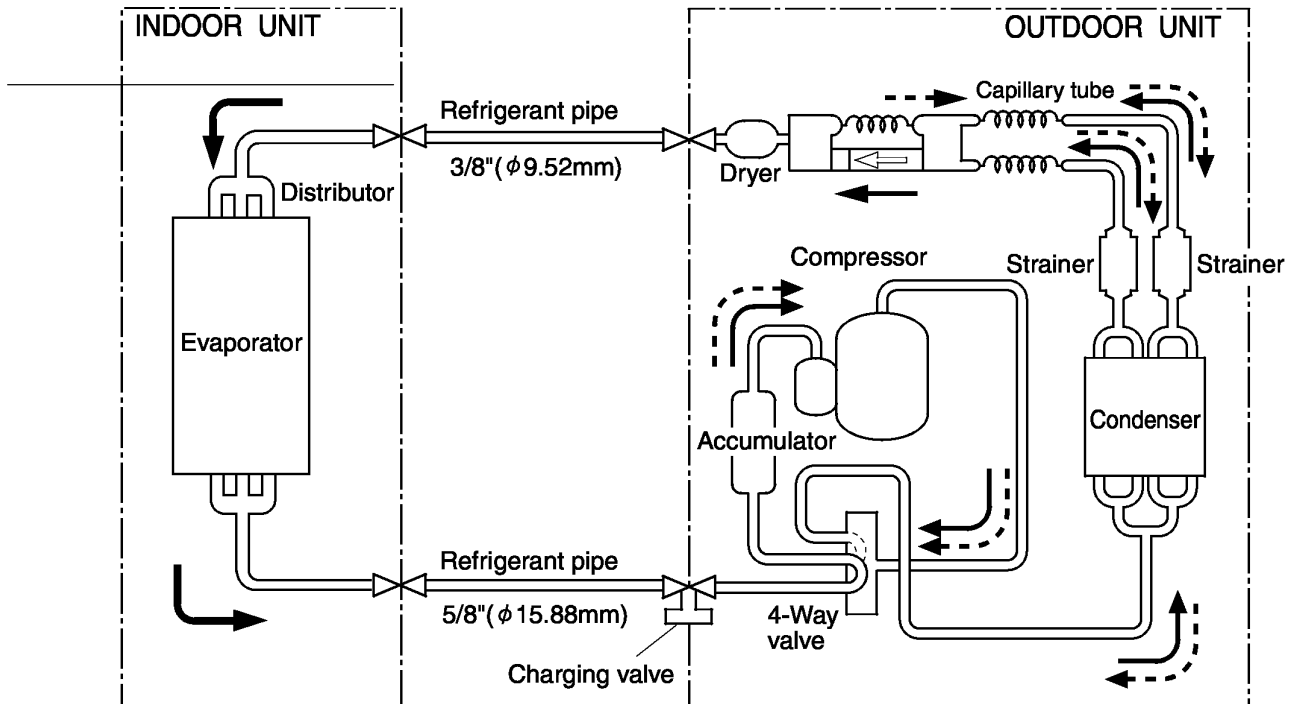 INDOOR UNIT
OUTDOOR UNIT
Capillary tube
Refrigerant pipe
3/8"(φ9.52mm)
Dryer
Distributor
Compressor
Strainer
Strainer
Evaporator
Condenser
Accumulator
Refrigerant pipe
5/8"(φ15.88mm)
4-Way
valve
Charging valve